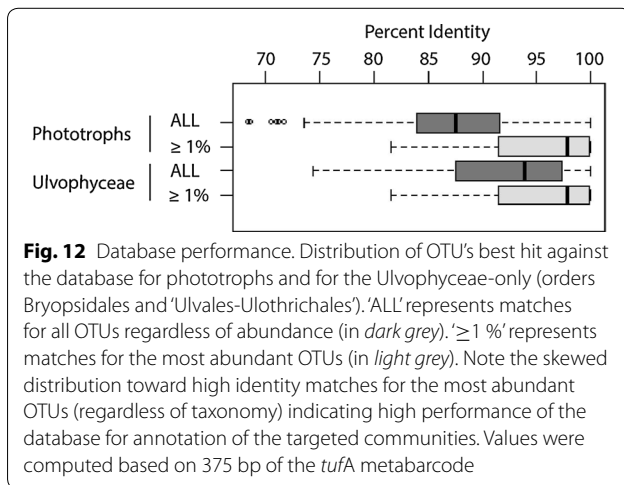 Percent Identity
70 75 80 85 90 95 100
Phototrophs
ALL
≥ 1%
Ulvophyceae
ALL
≥ 1%
Fig. 12 Database performance. Distribution of OTU's best hit against
the database for phototrophs and for the Ulvophyceae-only (orders
Bryopsidales and 'Ulvales-Ulothrichales'). 'ALL' represents matches
for all OTUs regardless of abundance (in dark grey). '≥1 %' represents
matches for the most abundant OTUs (in light grey). Note the skewed
distribution toward high identity matches for the most abundant
OTUs (regardless of taxonomy) indicating high performance of the
database for annotation of the targeted communities. Values were
computed based on 375 bp of the tufA metabarcode